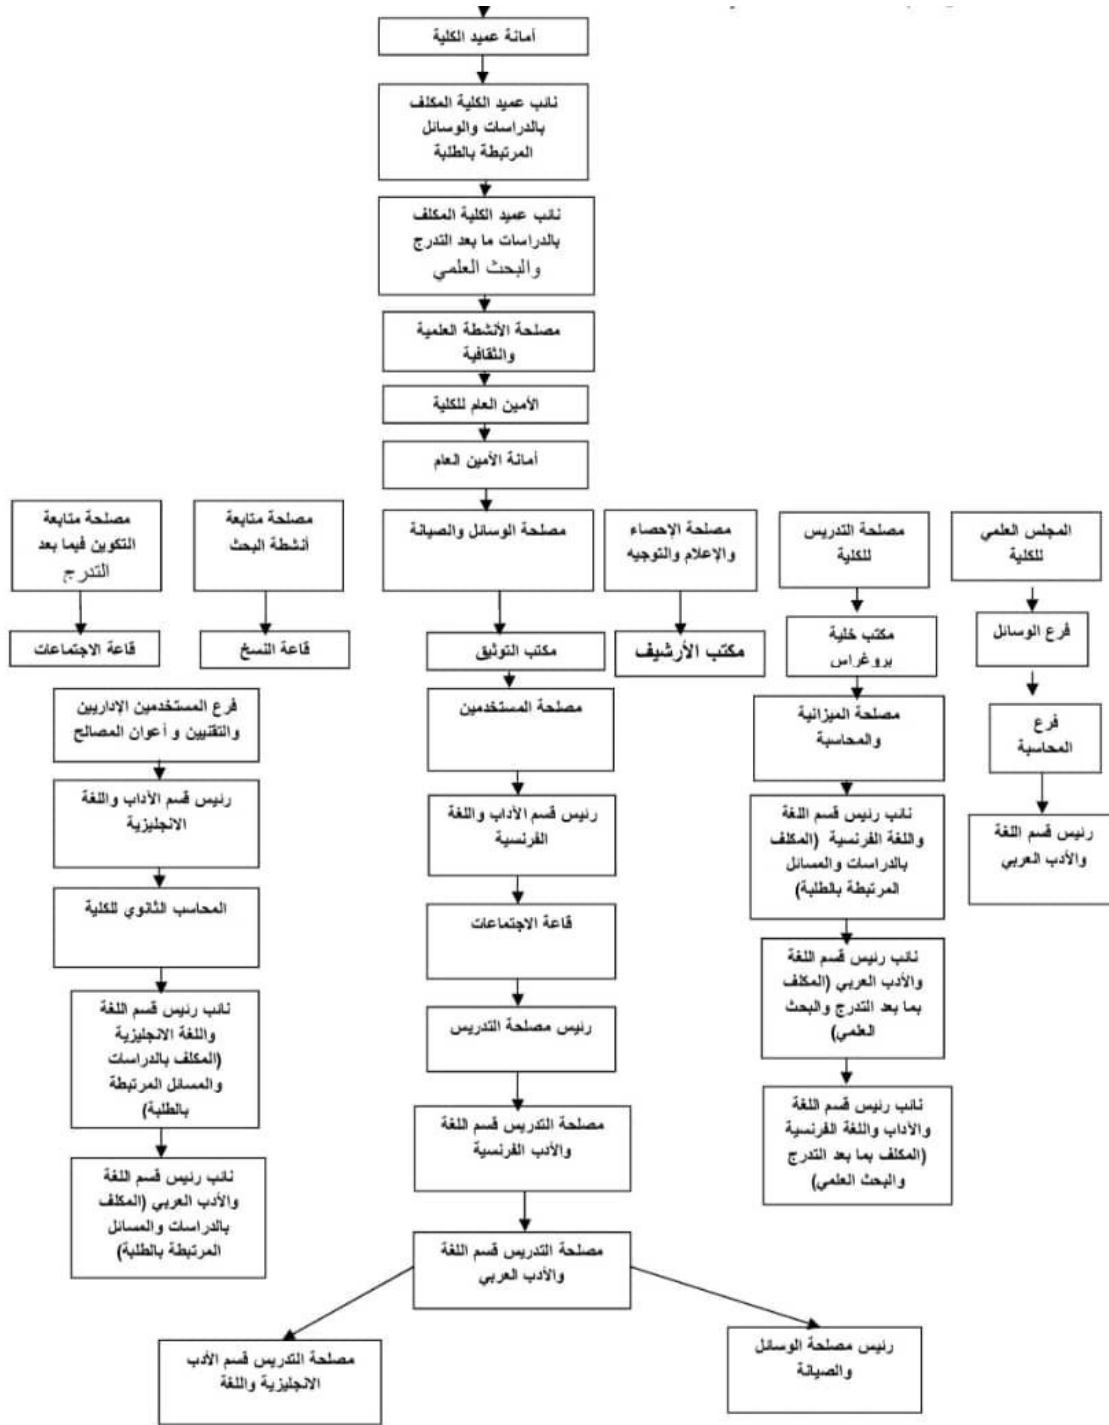 أمانة عميد الكلية
نائب عميد الكلية المكلف
بالدراسات والوسائل
المرتبطة بالطلبة
نائب عميد الكلية المكلف
بالدراسات ما بعد التدرج
والبحث العلمي
مصلحة الأنشطة العلمية
والثقافية
الأمين العام للكلية
أمانة الأمين العام
المجلس العلمي
للكلية
مصلحة التدريس
للكلية
مصلحة الإحصاء
والإعلام والتوجيه
مصلحة الوسائل والصيانة
مصلحة متابعة
أنشطة البحث
مصلحة متابعة
التكوين فيما بعد
التدرج
فرع الوسائل
مكتب خلية
بروغراس
مكتب الأرشيف
مكتب التوثيق
قاعة النسخ
قاعة الاجتماعات
فرع
المحاسبة
مصلحة الميزانية
والمحاسبة
مصلحة المستخدمين
فرع المستخدمين الإداريين
والتقنيين و أعوان المصالح
رئيس قسم اللغة
والأدب العربي
نائب رئيس قسم اللغة
واللغة الفرنسية (المكلف
بالدراسات والمسائل
المرتبطة بالطلبة)
رئيس قسم الأداب واللغة
الفرنسية
رئيس قسم الأداب واللغة
الانجليزية
نائب رئيس قسم اللغة
والأدب العربي (المكلف
بما بعد التدرج والبحث
العلمي)
قاعة الاجتماعات
المحاسب الثانوي للكلية
نائب رئيس قسم اللغة
والأداب واللغة الفرنسية
(المكلف بما بعد التدرج
والبحث العلمي)
رئيس مصلحة التدريس
نائب رئيس قسم اللغة
واللغة الانجليزية
(المكلف بالدراسات
والمسائل المرتبطة
بالطلبة)
مصلحة التدريس قسم اللغة
والأدب الفرنسية
نائب رئيس قسم اللغة
والأدب العربي (المكلف
بالدراسات والمسائل
المرتبطة بالطلبة)
مصلحة التدريس قسم اللغة
والأدب العربي
رئيس مصلحة الوسائل
والصيانة
مصلحة التدريس قسم الأدب
الانجليزية واللغة